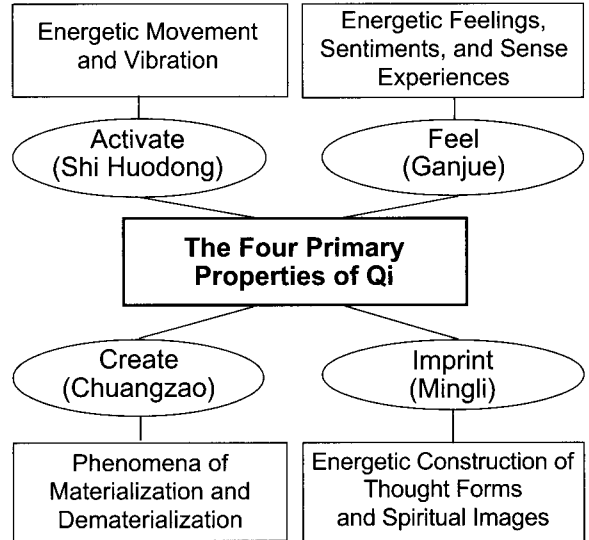 Energetic Movement
and Vibration
Energetic Feelings,
Sentiments, and Sense
Experiences
Activate
(Shi Huodong)
Feel
(Ganjue)
The Four Primary
Properties of Qi
Create
(Chuangzao)
Imprint
(Mingli)
Phenomena of
Materialization and
Dematerialization
Energetic Construction of
Thought Forms
and Spiritual Images